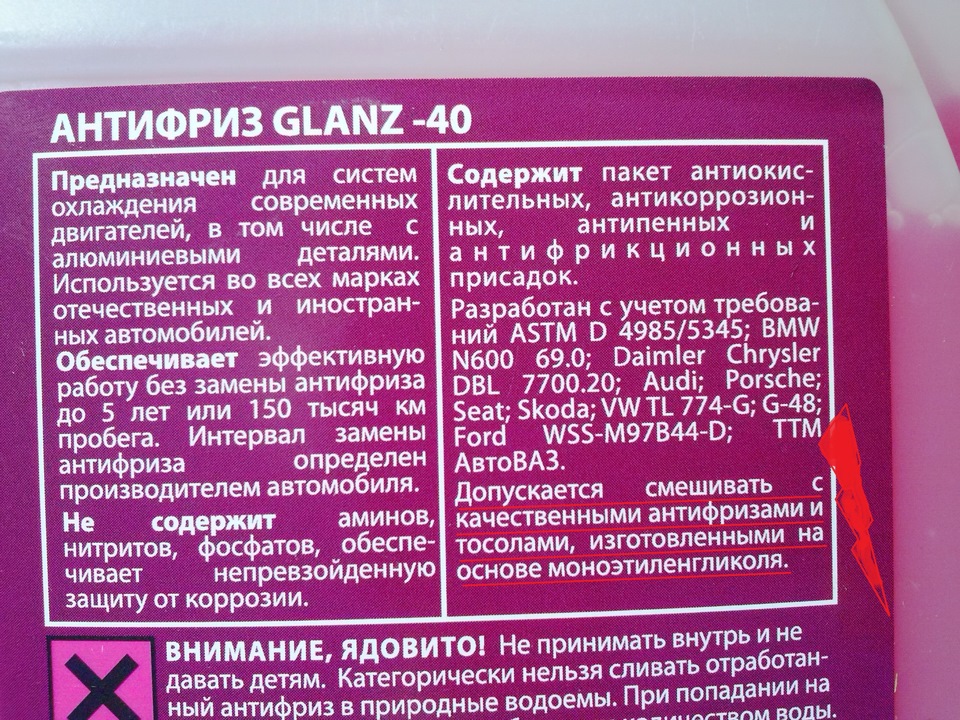 АНТИФРИЗ GLANZ -40
Предназначен для систем
охлаждения современных
двигателей, в том числе с
алюминиевыми деталями.
Используется во всех марках
отечественных и иностран-
ных автомобилей.
Обеспечивает эффективную
работу без замены антифриза
до 5 лет или 150 тысяч км
пробега. Интервал замены
антифриза определен
производителем автомобиля.
Не содержит аминов,
нитритов, фосфатов, обеспе-
чивает непревзойденную
защиту от коррозии.
Содержит пакет антиокис-
лительных, антикоррозион-
ных, антипенных и
антифрикционных
присадок.
Разработан с учетом требова-
ний ASTM D 4985/5345; BMW
N600 69.0; Daimler Chrysler
DBL 7700.20; Audi; Porsche;
Seat; Skoda; VW TL 774-G; G-48;
Ford WSS-M97B44-D; ТТМ
АвтоВАЗ.
Допускается смешивать с
качественными антифризами и
тосолами, изготовленными на
основе моноэтиленгликоля.
ВНИМАНИЕ, ЯДОВИТО! Не принимать внутрь и не
давать детям. Категорически нельзя сливать отработан-
ный антифриз в природные водоемы. При попадании на
количеством воды.